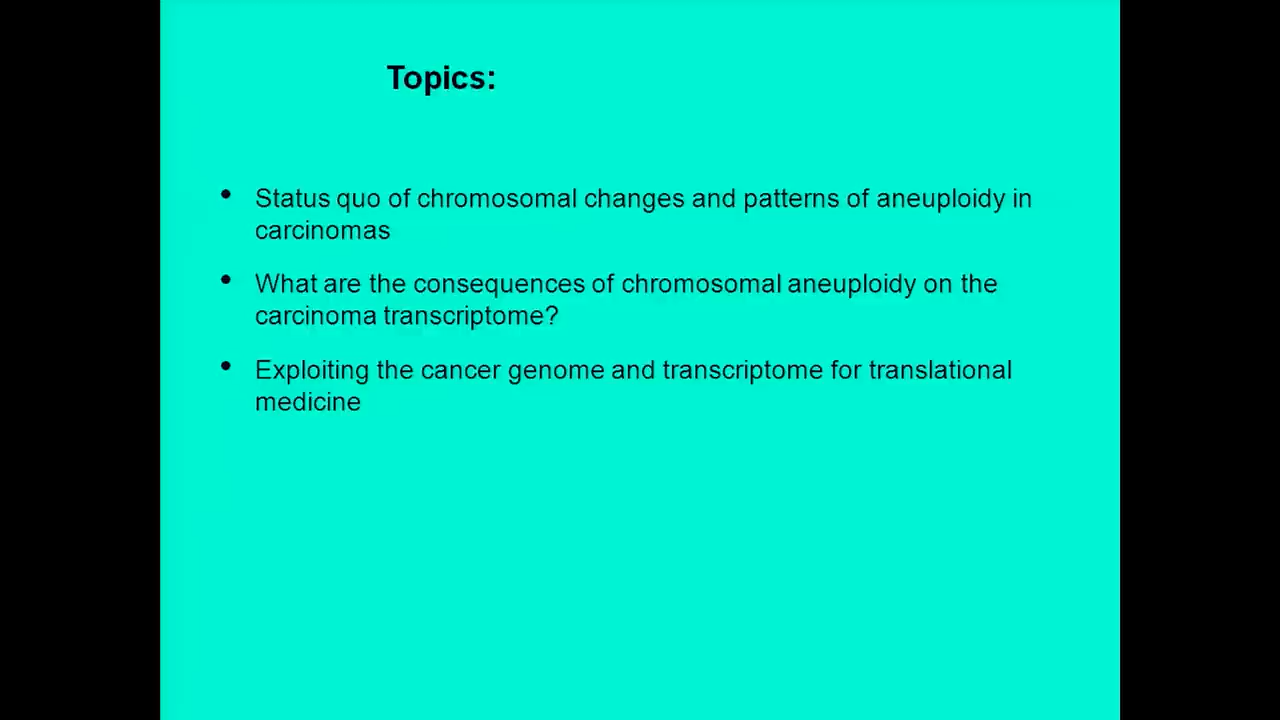 Topics:
• Status quo of chromosomal changes and patterns of aneuploidy in
carcinomas
• What are the consequences of chromosomal aneuploidy on the
carcinoma transcriptome?
• Exploiting the cancer genome and transcriptome for translational
medicine